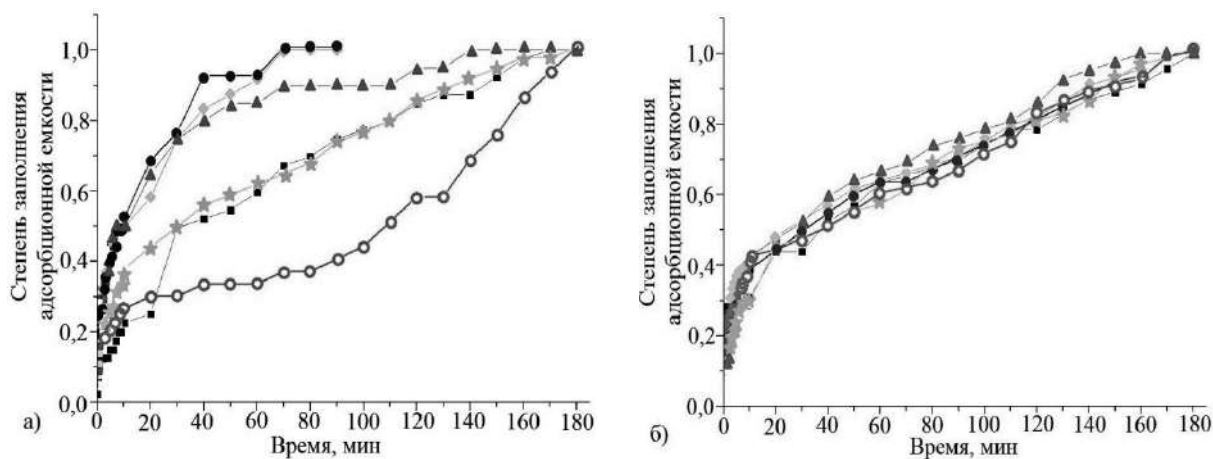 Степень заполнения
адсорбционной емкости
1,0
0,8
0,6
0,4
0,2
0,0
0 20 40 60 80 100 120 140 160 180
Время, мин
а)
Степень заполнения
адсорбционной емкости
1,0
0,8
0,6
0,4
0,2
0,0
0 20 40 60 80 100 120 140 160 180
Время, мин
б)